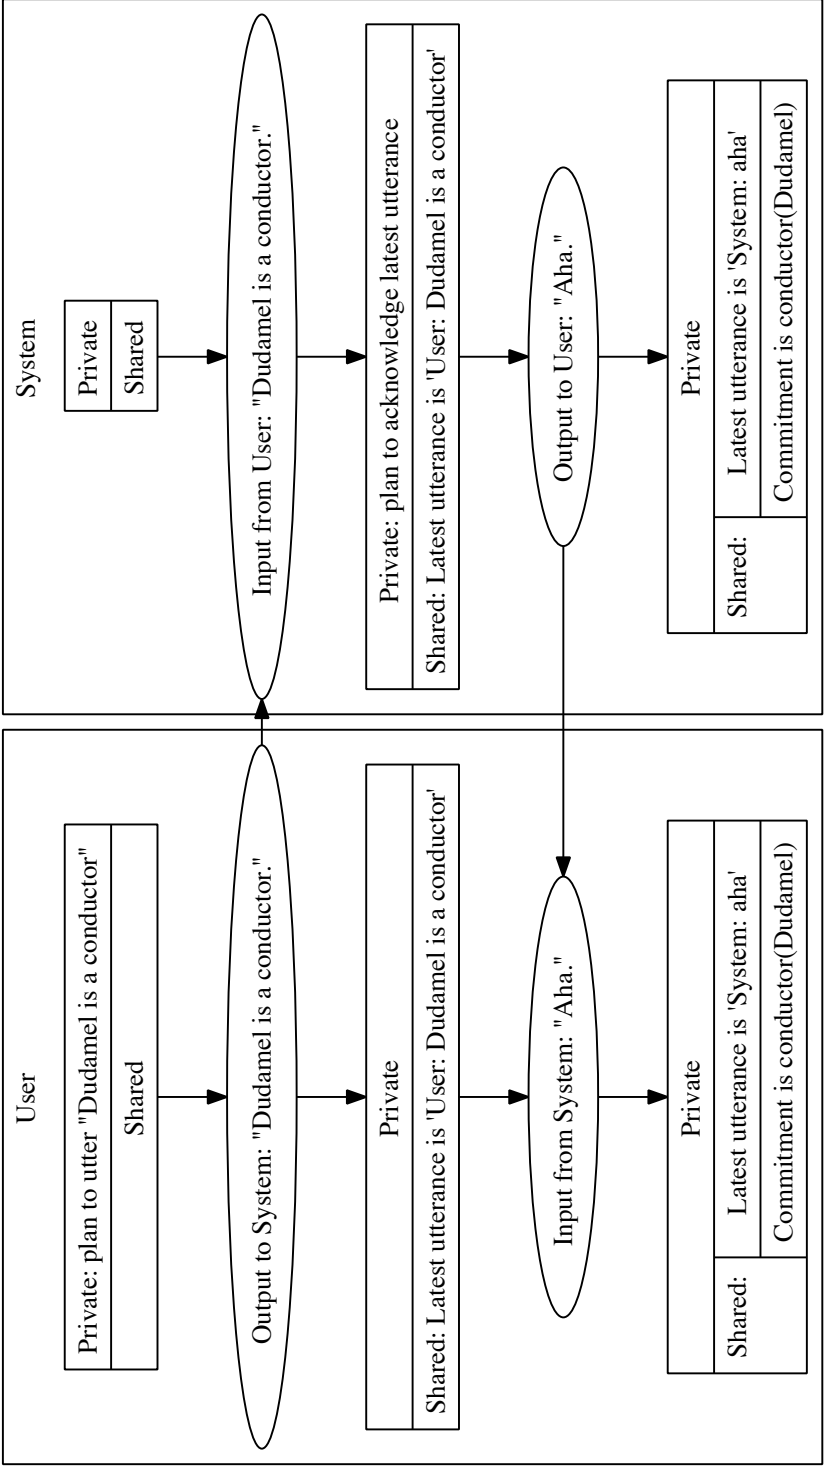 User
Private: plan to utter "Dudamel is a conductor"
Shared
Output to System: "Dudamel is a conductor."
Private
Shared: Latest utterance is 'User: Dudamel is a conductor'
Input from System: "Aha."
Private
Shared:
Latest utterance is 'System: aha'
Commitment is conductor(Dudamel)
System
Private
Shared
Input from User: "Dudamel is a conductor."
Private: plan to acknowledge latest utterance
Shared: Latest utterance is 'User: Dudamel is a conductor'
Output to User: "Aha."
Private
Shared:
Latest utterance is 'System: aha'
Commitment is conductor(Dudamel)